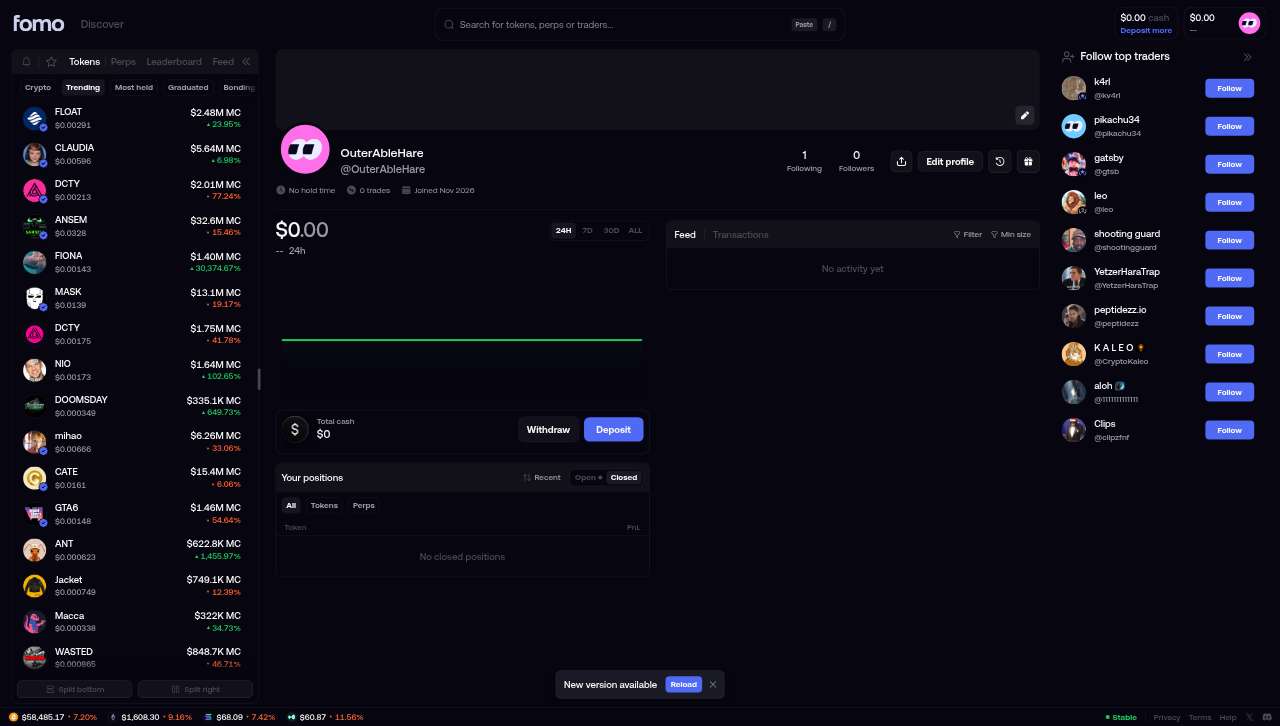 fomo Discover
Search for tokens, perps or traders... Paste /
$0.00 cash
Deposit more
$0.00
—
Tokens Perps Leaderboard Feed
Crypto Trending Most held Graduated Bonding
FLOAT $2.48M MC
$0.00291 23.95%
CLAUDIA $5.64M MC
$0.00596 6.98%
DCTY $2.01M MC
$0.00213 77.24%
ANSEM $32.6M MC
$0.0328 15.46%
FIONA $1.40M MC
$0.00143 30,374.67%
MASK $13.1M MC
$0.0139 19.17%
DCTY $1.75M MC
$0.00175 41.78%
NIO $1.64M MC
$0.00173 102.65%
DOOMSDAY $335.1K MC
$0.000349 649.73%
mihao $6.26M MC
$0.00666 33.06%
CATE $15.4M MC
$0.0161 6.06%
GTA6 $1.46M MC
$0.00148 54.64%
ANT $622.8K MC
$0.000623 1,455.97%
Jacket $749.1K MC
$0.000749 12.39%
Macca $322K MC
$0.000338 34.73%
WASTED $848.7K MC
$0.000865 46.71%
Split bottom Split right
OuterAbleHare
@OuterAbleHare
1 Following
0 Followers
Edit profile
No hold time 0 trades Joined Nov 2026
$0.00
24H 7D 30D ALL
-- 24h
Total cash
$0
Withdraw Deposit
Your positions Recent Open Closed
All Tokens Perps
Token PnL
No closed positions
Feed Transactions Filter Min size
No activity yet
Follow top traders
k4rl
@kv4rl
Follow
pikachu34
@pikachu34
Follow
gatsby
@gtsb
Follow
leo
@leo
Follow
shooting guard
@shootingguard
Follow
YetzerHaraTrap
@YetzerHaraTrap
Follow
peptidezz.io
@peptidezz
Follow
K A L E O
@CryptoKaleo
Follow
aloh
Follow
Clips
@clipzfnf
Follow
New version available Reload
$58,485.17 7.20% $1,608.30 9.16% $68.09 7.42% $60.87 11.56%
Stable Privacy Terms Help